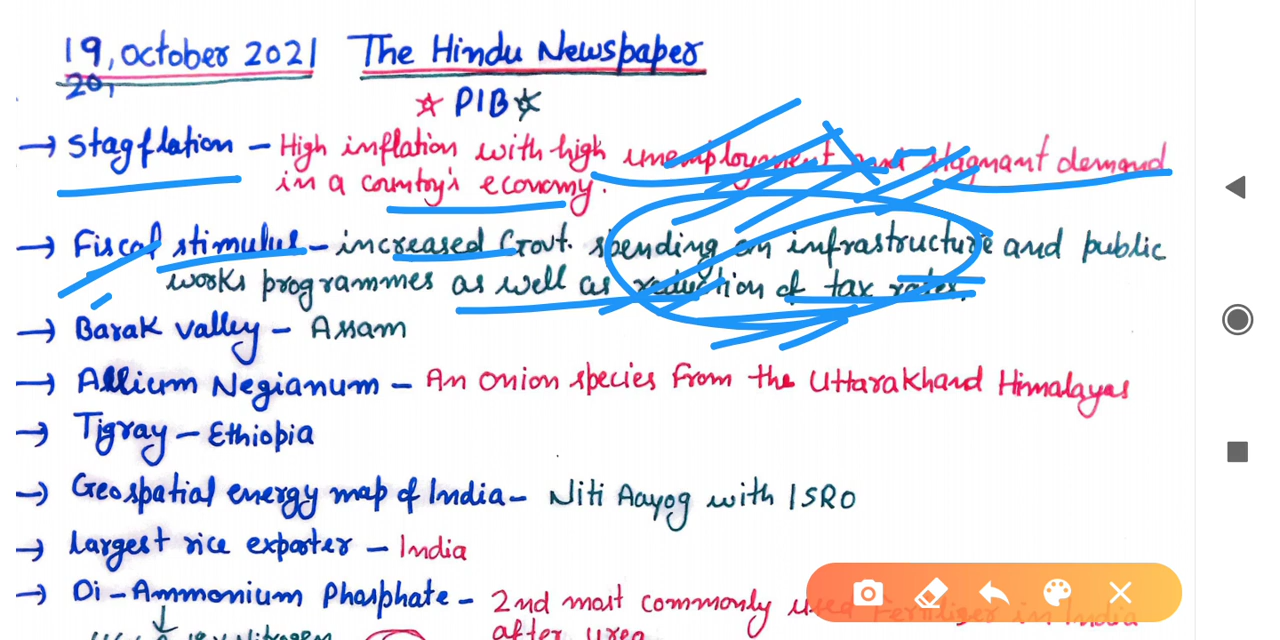 19, October 2021 The Hindu Newspaper
20,
☆ PIB ☆
→ Stagflation - High inflation with high unemployment and stagnant demand
in a country's economy.
→ Fiscal stimulus - increased Govt. spending on infrastructure and public
works programmes as well as reduction of tax rates.
→ Barak valley - Assam
→ Allium Negianum - An onion species from the Uttarakhand Himalayas
→ Tigray - Ethiopia
→ Geospatial energy map of India - Niti Aayog with ISRO
→ Largest rice exporter - India
→ Di-Ammonium Phosphate - 2nd most commonly used Fertilizer in India
after urea